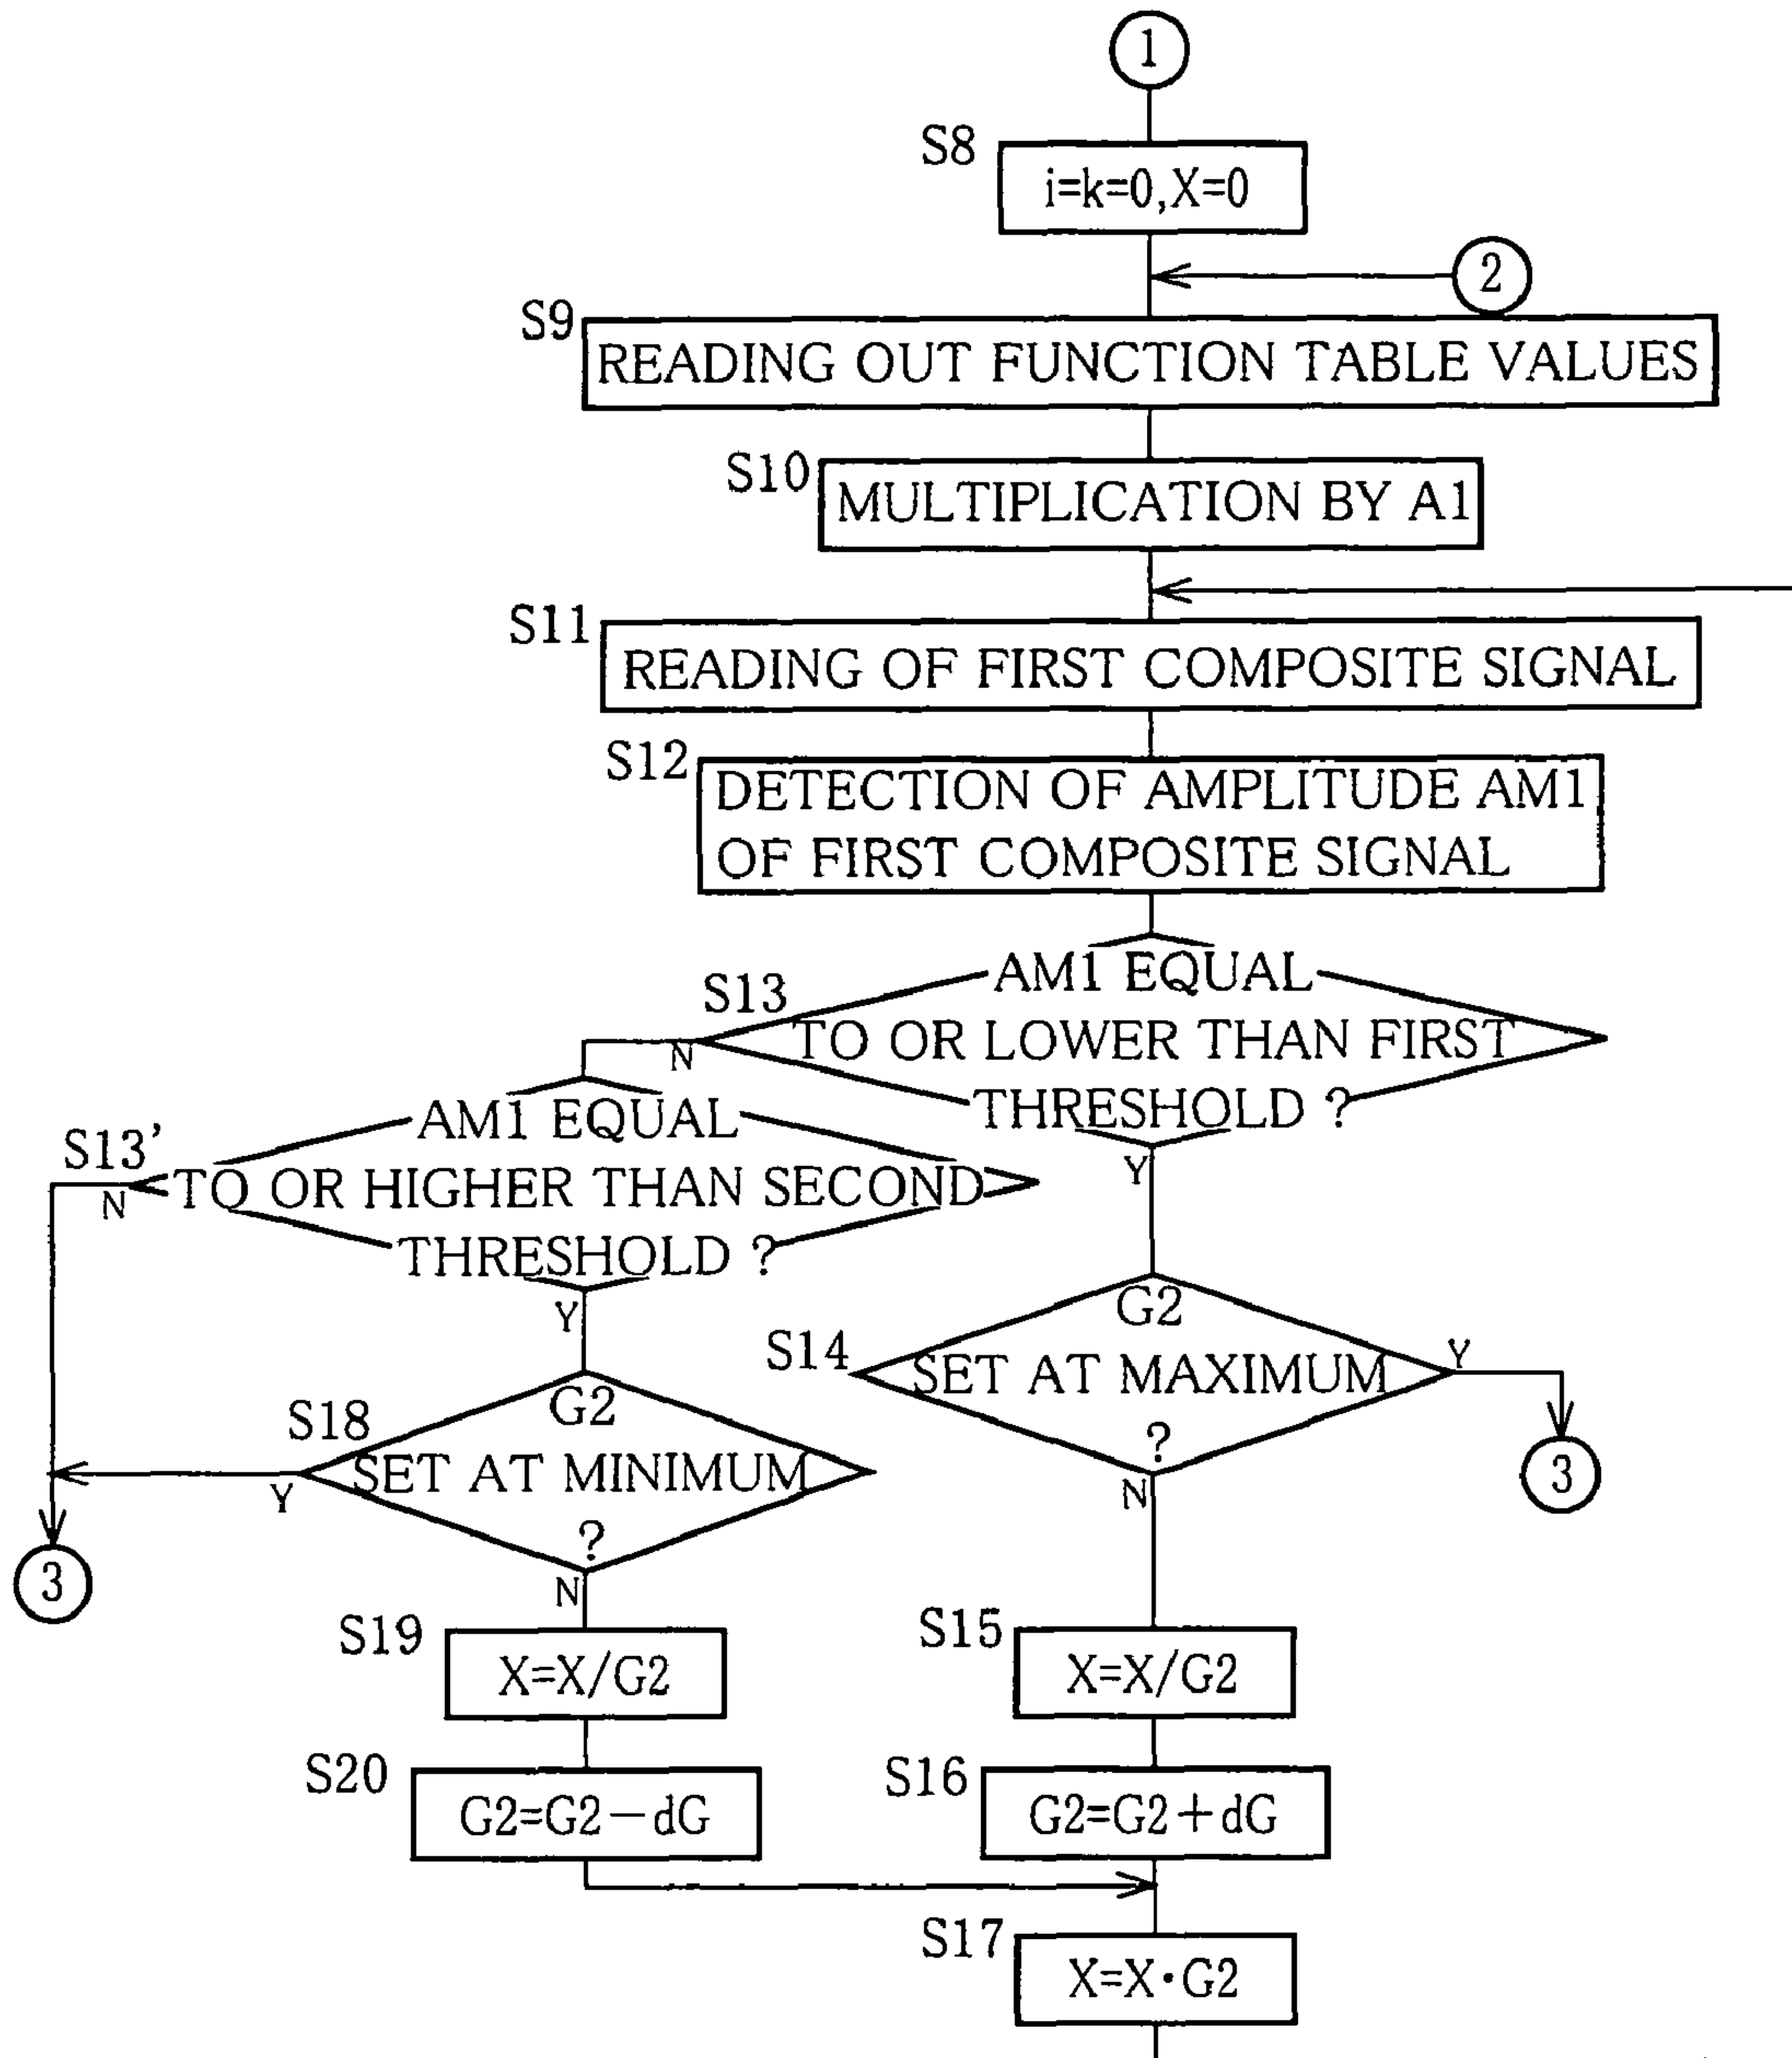 1
S8
i=k=0,X=0
2
S9
READING OUT FUNCTION TABLE VALUES
S10
MULTIPLICATION BY A1
S11
READING OF FIRST COMPOSITE SIGNAL
S12
DETECTION OF AMPLITUDE AM1
OF FIRST COMPOSITE SIGNAL
S13
AM1 EQUAL
TO OR LOWER THAN FIRST
THRESHOLD ?
N
Y
S13'
AM1 EQUAL
TO OR HIGHER THAN SECOND
THRESHOLD ?
N
Y
S14
G2
SET AT MAXIMUM
?
Y
N
3
S18
G2
SET AT MINIMUM
?
Y
N
3
S19
X=X/G2
S15
X=X/G2
S20
G2=G2−dG
S16
G2=G2+dG
S17
X=X·G2